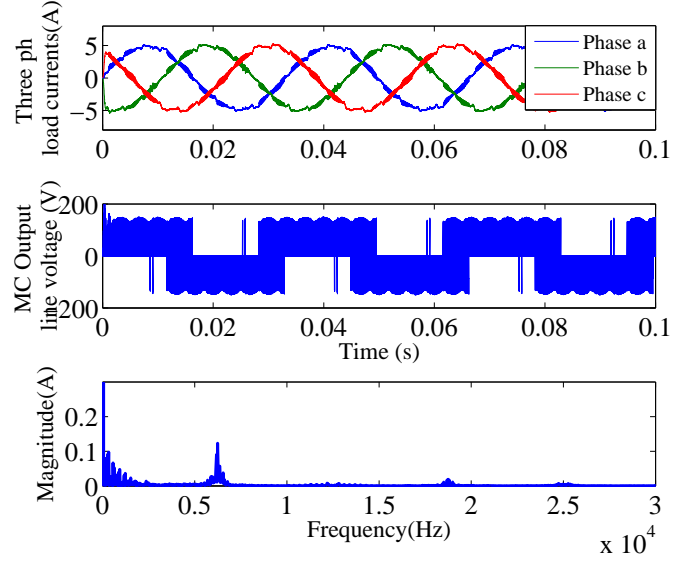 Three ph
load currents(A)
5
0
−5
Phase a
Phase b
Phase c
0
0.02
0.04
0.06
0.08
0.1
MC Output
line voltage (V)
200
0
200
0
0.02
0.04
0.06
0.08
0.1
Time (s)
Magnitude(A)
0.2
0.1
0
0
0.5
1
1.5
2
2.5
3
Frequency(Hz)
x 10^4